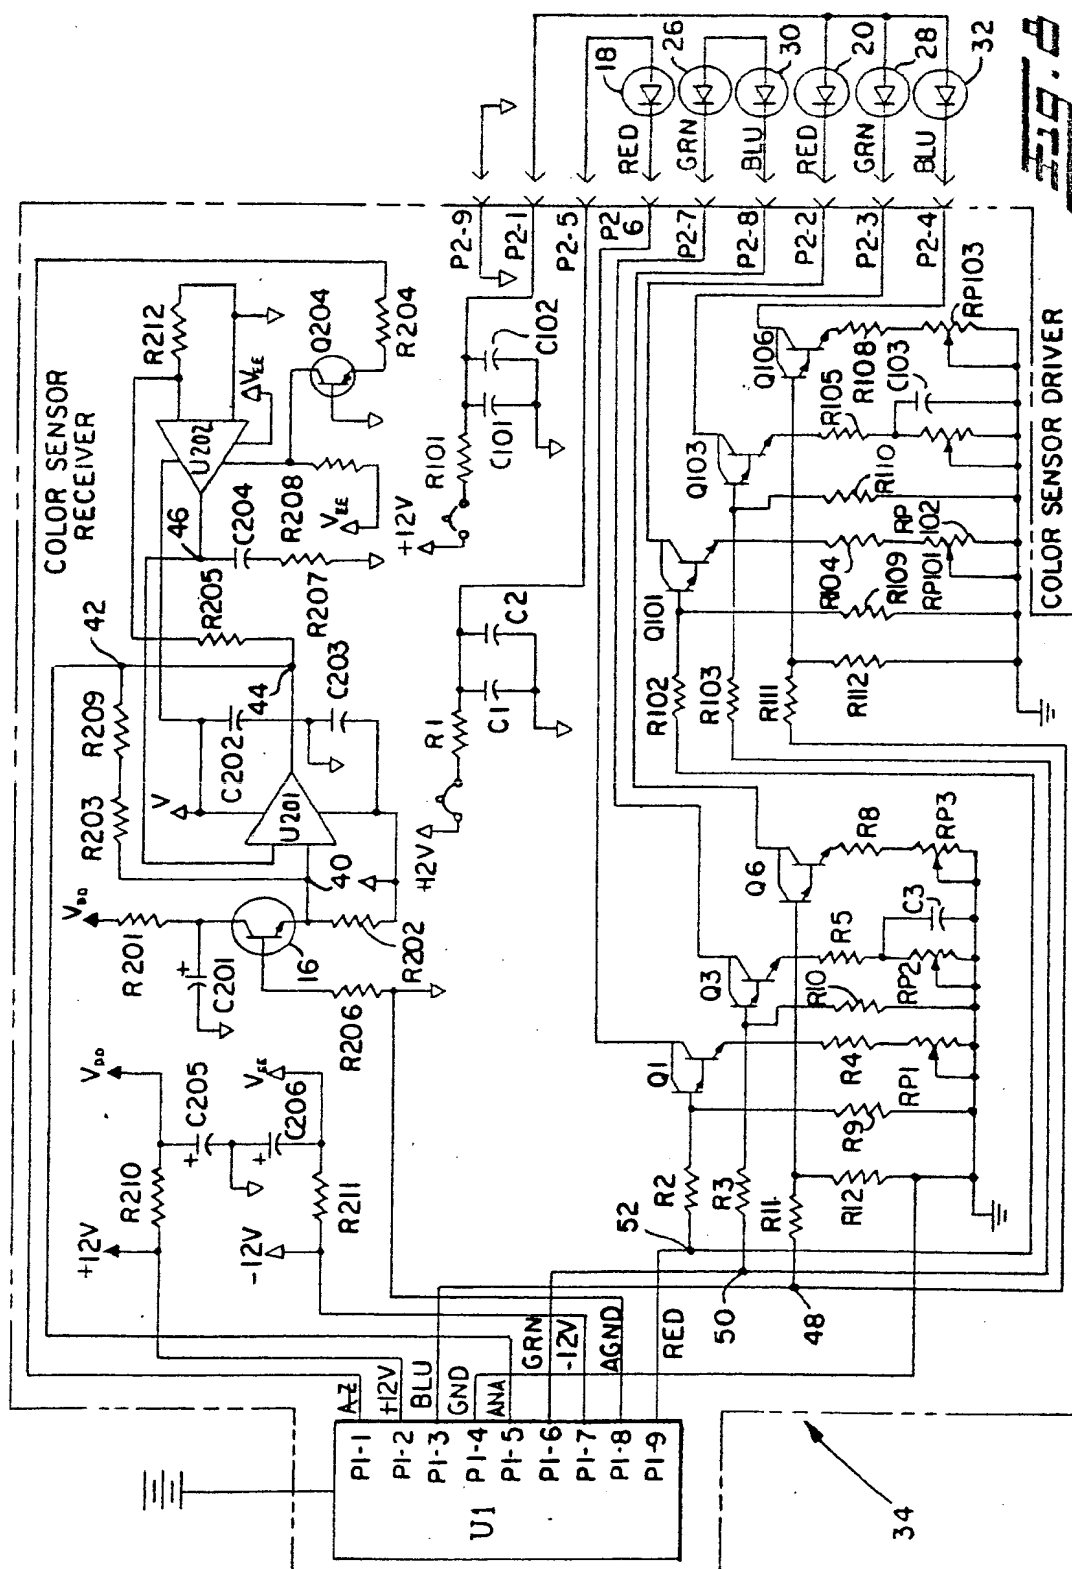 Fig. 8
COLOR SENSOR
RECEIVER
COLOR SENSOR DRIVER
U1
P1-1
P1-2
P1-3
P1-4
P1-5
P1-6
P1-7
P1-8
P1-9
A-Z
+12V
BLU
GND
ANA
GRN
-12V
AGND
RED
34
+12V
R210
VDD
C205
+
C206
+
VEE
-12V
R211
VDD
R201
+
C201
16
R206
R202
40
R203
R209
42
V
U201
C202
44
C203
R205
46
C204
R207
R208
VEE
U202
VEE
R212
Q204
R204
+12V
R1
C1
C2
+12V
R101
C101
C102
P2-9
P2-1
P2-5
P2
6
P2-7
P2-8
P2-2
P2-3
P2-4
RED
GRN
BLU
RED
GRN
BLU
18
26
30
20
28
32
52
50
48
R2
R3
R11
R12
R9
Q1
R4
RP1
R10
Q3
R5
RP2
C3
Q6
R8
RP3
R102
R103
R111
R112
Q101
R109
R104
RP101
RP
102
R110
Q103
R105
C103
Q106
R108
RP103